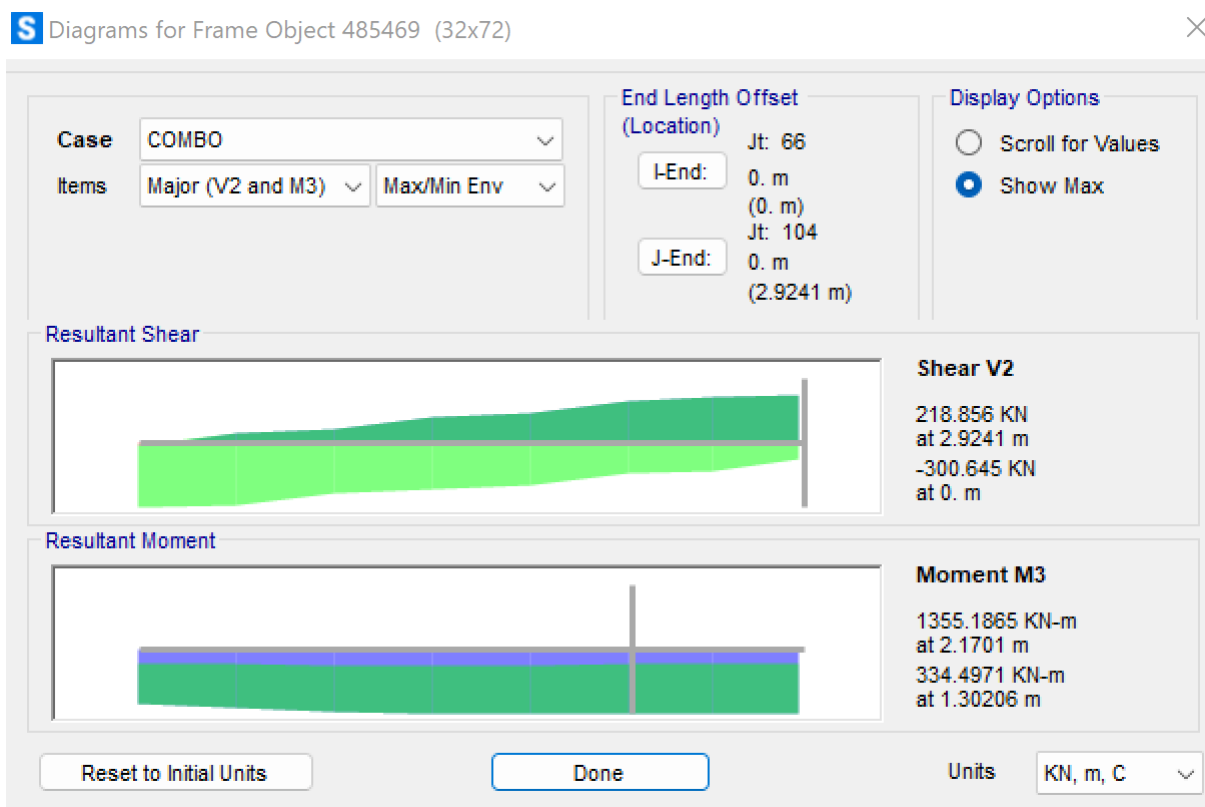 S Diagrams for Frame Object 485469 (32x72)
Case COMBO
Items Major (V2 and M3) Max/Min Env
End Length Offset
(Location)
Jt: 66
I-End: 0. m
(0. m)
Jt: 104
J-End: 0. m
(2.9241 m)
Display Options
Scroll for Values
Show Max
Resultant Shear
Shear V2
218.856 KN
at 2.9241 m
-300.645 KN
at 0. m
Resultant Moment
Moment M3
1355.1865 KN-m
at 2.1701 m
334.4971 KN-m
at 1.30206 m
Reset to Initial Units Done Units KN, m, C